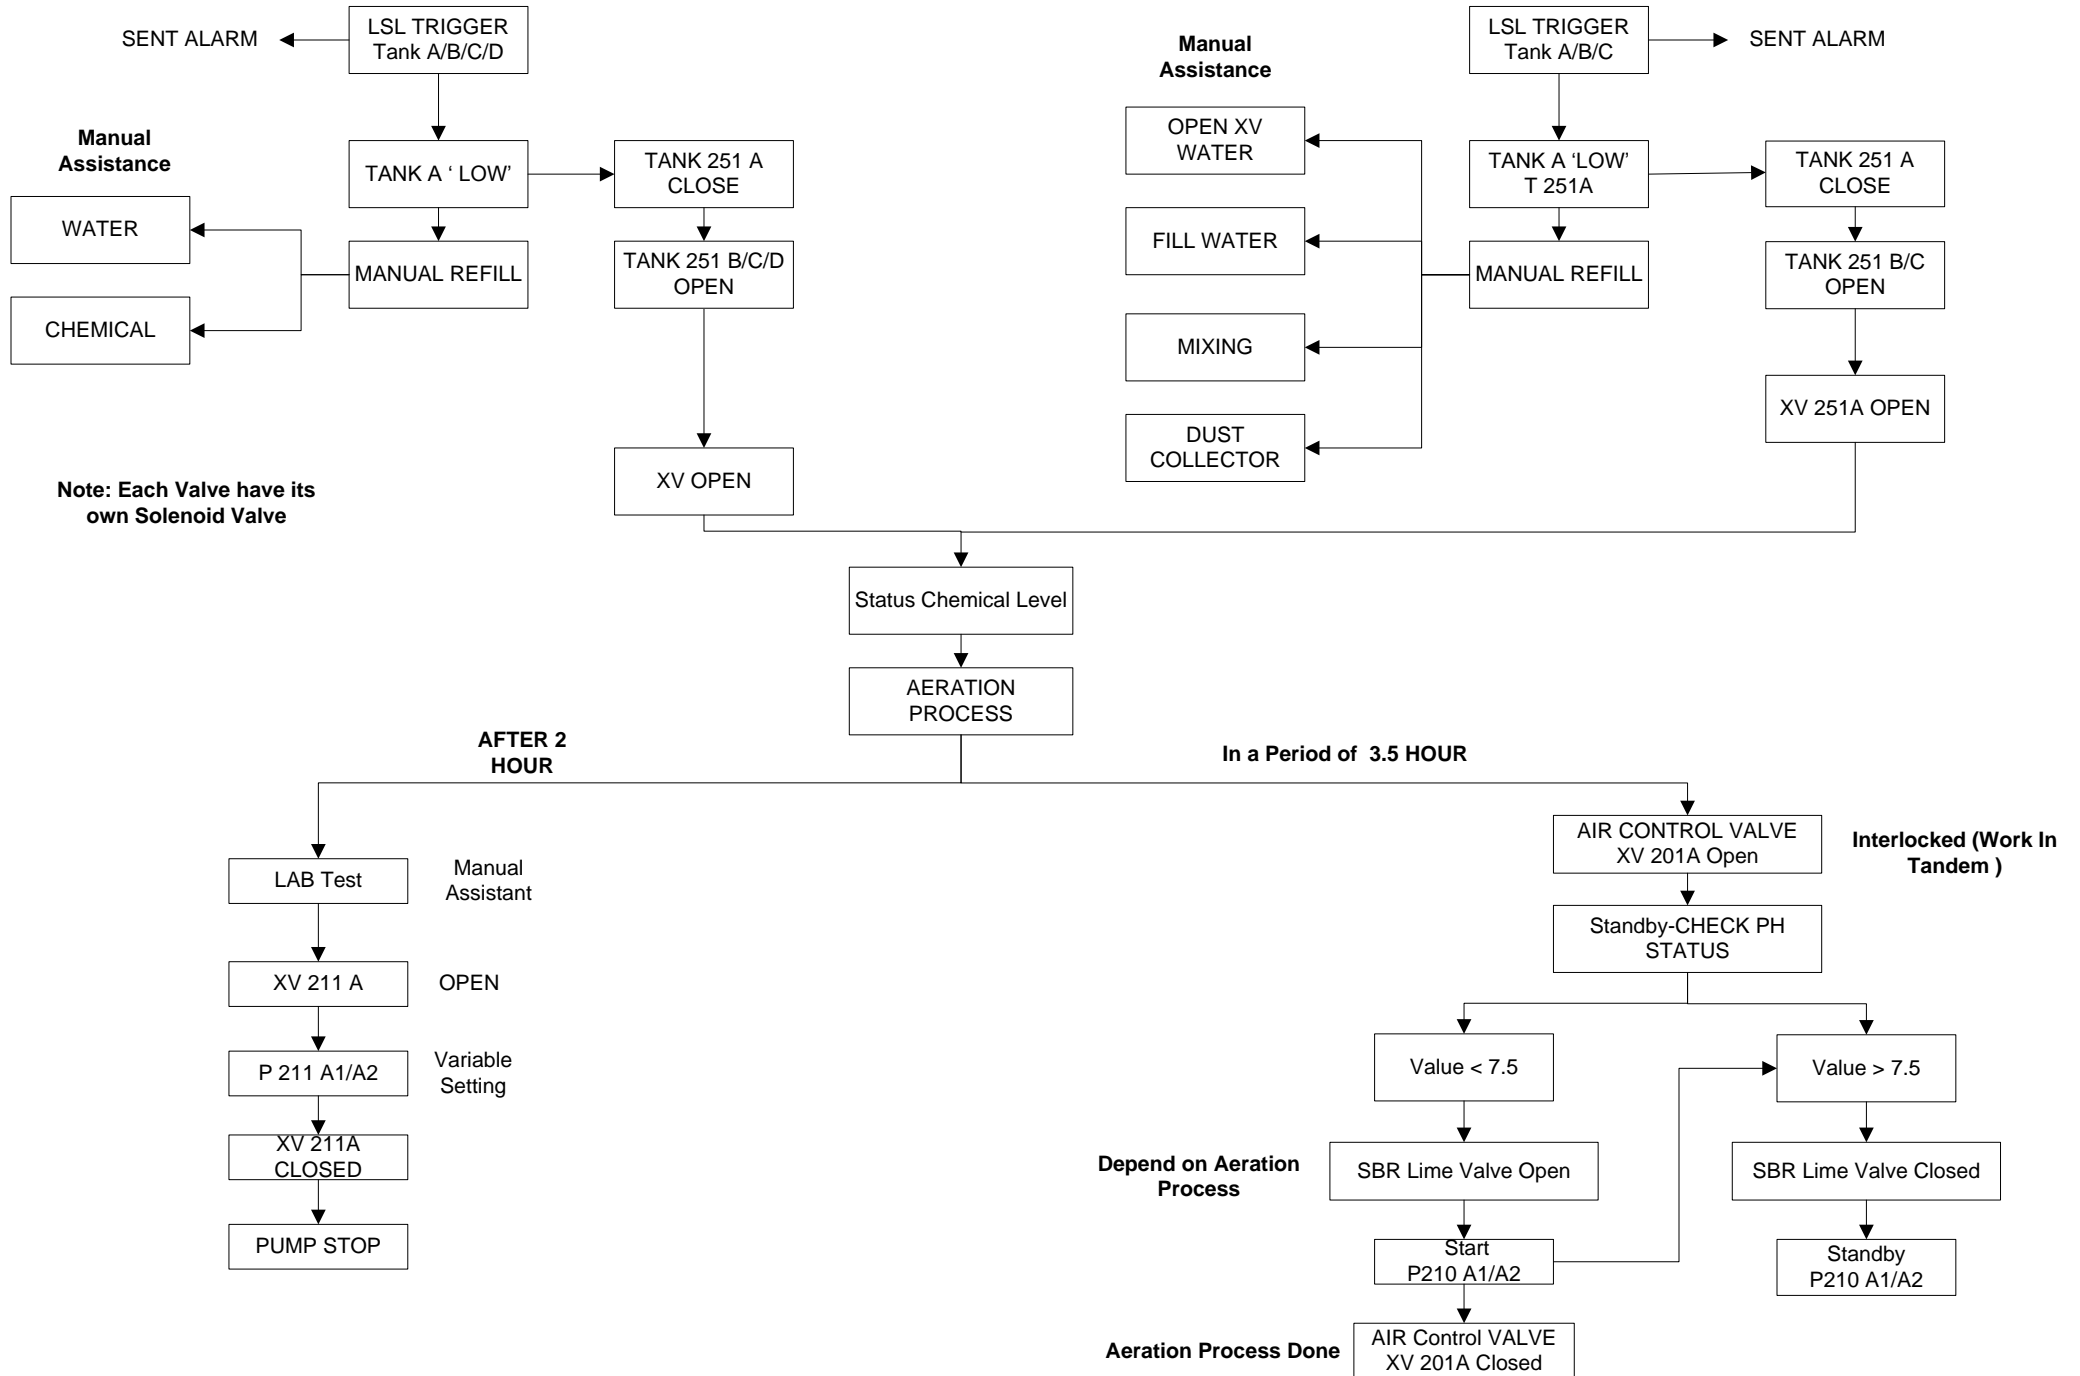 SENT ALARM
LSL TRIGGER
Tank A/B/C/D
Manual
Assistance
TANK A ‘ LOW’
TANK 251 A
CLOSE
WATER
MANUAL REFILL
TANK 251 B/C/D
OPEN
CHEMICAL
XV OPEN
Note: Each Valve have its
own Solenoid Valve
LSL TRIGGER
Tank A/B/C
SENT ALARM
Manual
Assistance
OPEN XV
WATER
TANK A ‘LOW’
T 251A
TANK 251 A
CLOSE
FILL WATER
MANUAL REFILL
TANK 251 B/C
OPEN
MIXING
XV 251A OPEN
DUST
COLLECTOR
Status Chemical Level
AERATION
PROCESS
AFTER 2
HOUR
In a Period of  3.5 HOUR
LAB Test
Manual
Assistant
XV 211 A
OPEN
P 211 A1/A2
Variable
Setting
XV 211A
CLOSED
PUMP STOP
AIR CONTROL VALVE
XV 201A Open
Interlocked (Work In
Tandem )
Standby-CHECK PH
STATUS
Value < 7.5
Value > 7.5
Depend on Aeration
Process
SBR Lime Valve Open
SBR Lime Valve Closed
Start
P210 A1/A2
Standby
P210 A1/A2
Aeration Process Done
AIR Control VALVE
XV 201A Closed